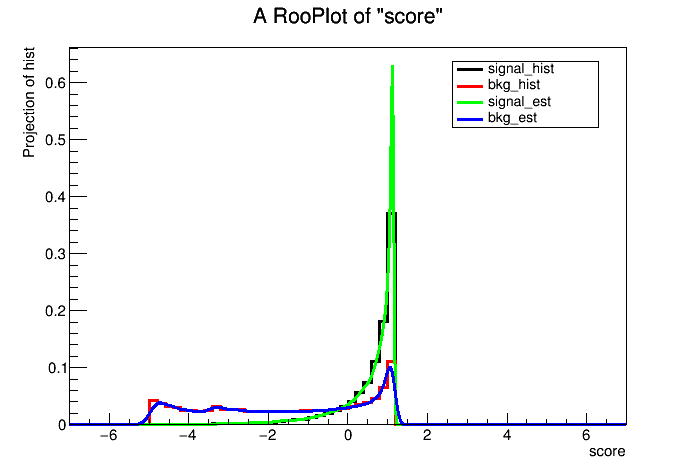 A RooPlot of "score"
Projection of hist
signal_hist
bkg_hist
signal_est
bkg_est
0.6
0.5
0.4
0.3
0.2
0.1
0
−6 −4 −2 0 2 4 6
score